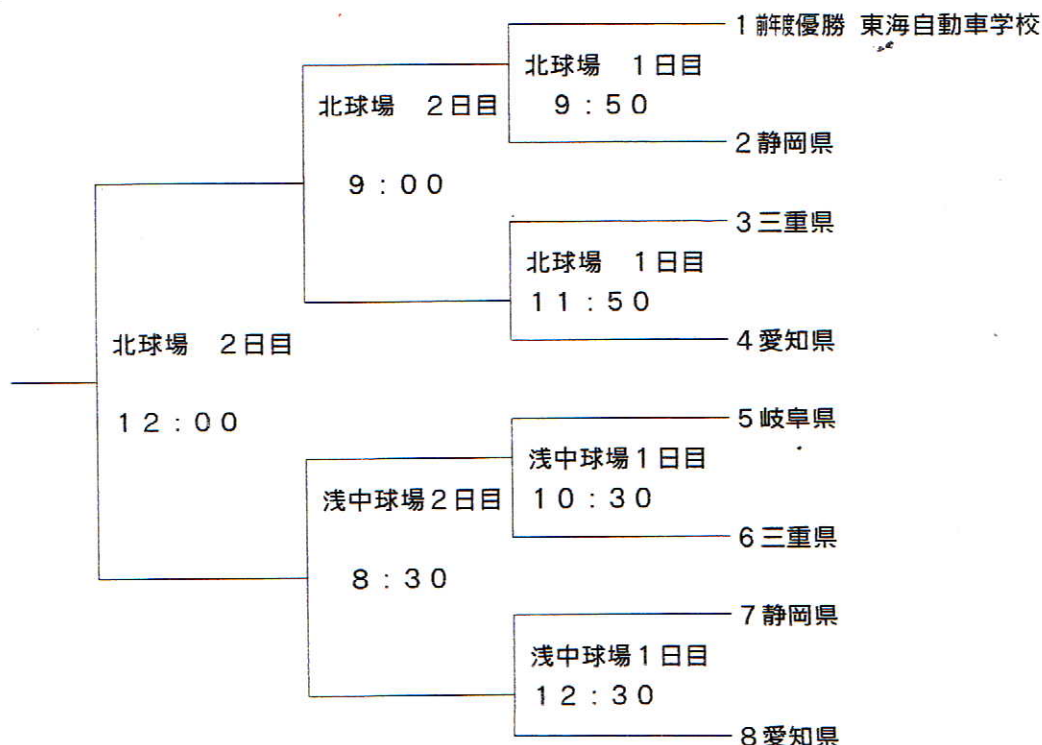 1前年度優勝 東海自動車学校
北球場 1日目
9:50
北球場 2日目
2静岡県
9:00
3三重県
北球場 1日目
11:50
4愛知県
北球場 2日目
12:00
5岐阜県
浅中球場1日目
10:30
浅中球場2日目
6三重県
8:30
7静岡県
浅中球場1日目
12:30
8愛知県